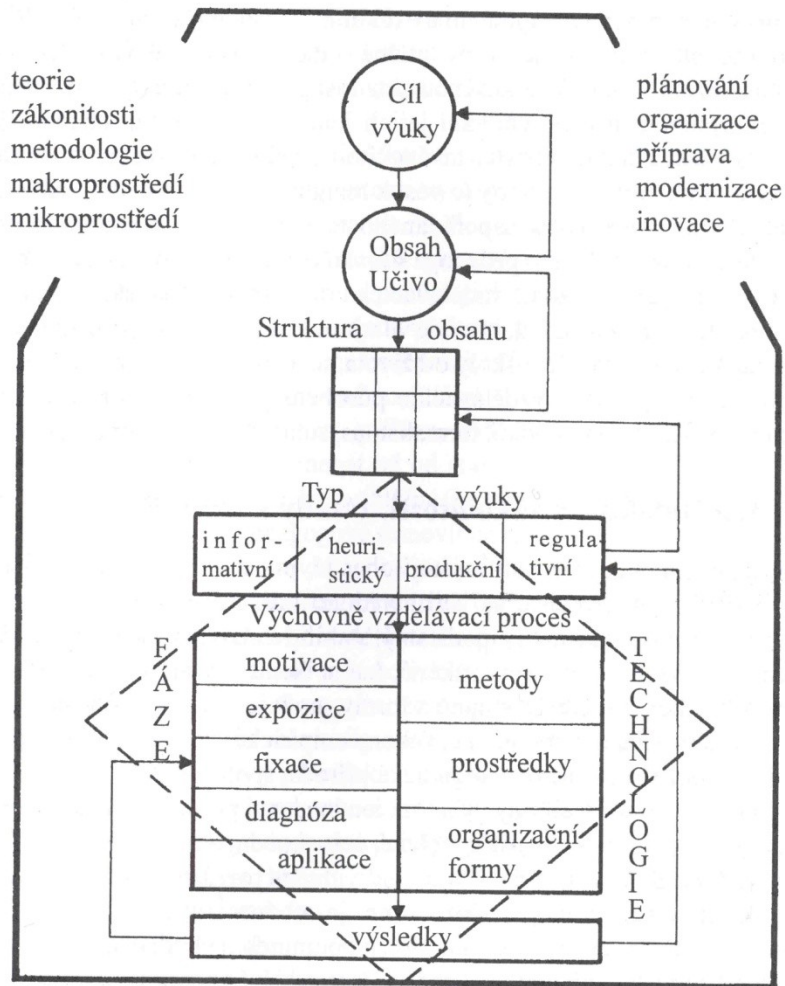 teorie
zákonitosti
metodologie
makroprostředí
mikroprostředí
Cíl
výuky
plánování
organizace
příprava
modernizace
inovace
Obsah
Učivo
Struktura obsahu
Typ výuky
infor-
mativní
heuri-
stický
produkční
regula-
tivní
Výchovně vzdělávací proces
FÁZE
motivace
expozice
fixace
diagnóza
aplikace
metody
prostředky
organizační
formy
TECHNOLOGIE
výsledky